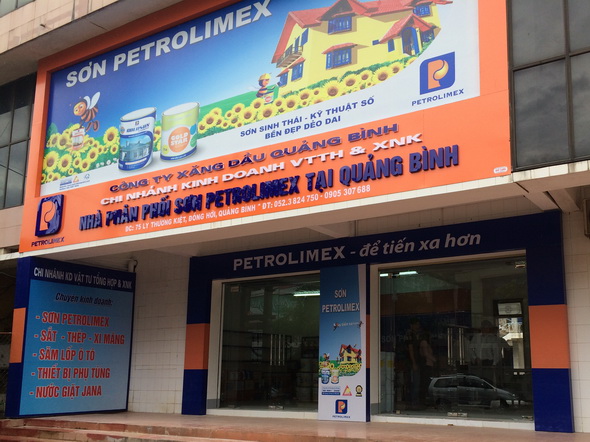 SƠN PETROLIMEX
PETROLIMEX
SƠN SINH THÁI - KỸ THUẬT SỐ
BỀN ĐẸP DẺO DAI
CÔNG TY XĂNG DẦU QUẢNG BÌNH
CHI NHÁNH KINH DOANH VTTH & XNK
NHÀ PHÂN PHỐI SƠN PETROLIMEX TẠI QUẢNG BÌNH
ĐC: 75 LÝ THƯỜNG KIỆT, ĐỒNG HỚI, QUẢNG BÌNH * ĐT: 052.3 824 750 - 0905 307 688
PETROLIMEX
PETROLIMEX - để tiến xa hơn
CHI NHÁNH KD VẬT TƯ TỔNG HỢP & XNK
Chuyên kinh doanh:
- SƠN PETROLIMEX
- SẮT - THÉP - XI MĂNG
- SĂM LỐP Ô TÔ
- THIẾT BỊ PHỤ TÙNG
- NƯỚC GIẶT JANA
SƠN
PETROLIMEX
PETROLIMEX